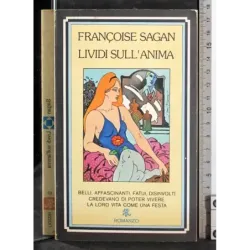 FRANÇOISE SAGAN
LIVIDI SULL'ANIMA
BELLI, AFFASCINANTI, FATUI, DISINVOLTI
CREDEVANO DI POTER VIVERE
LA LORO VITA COME UNA FESTA
ROMANZO